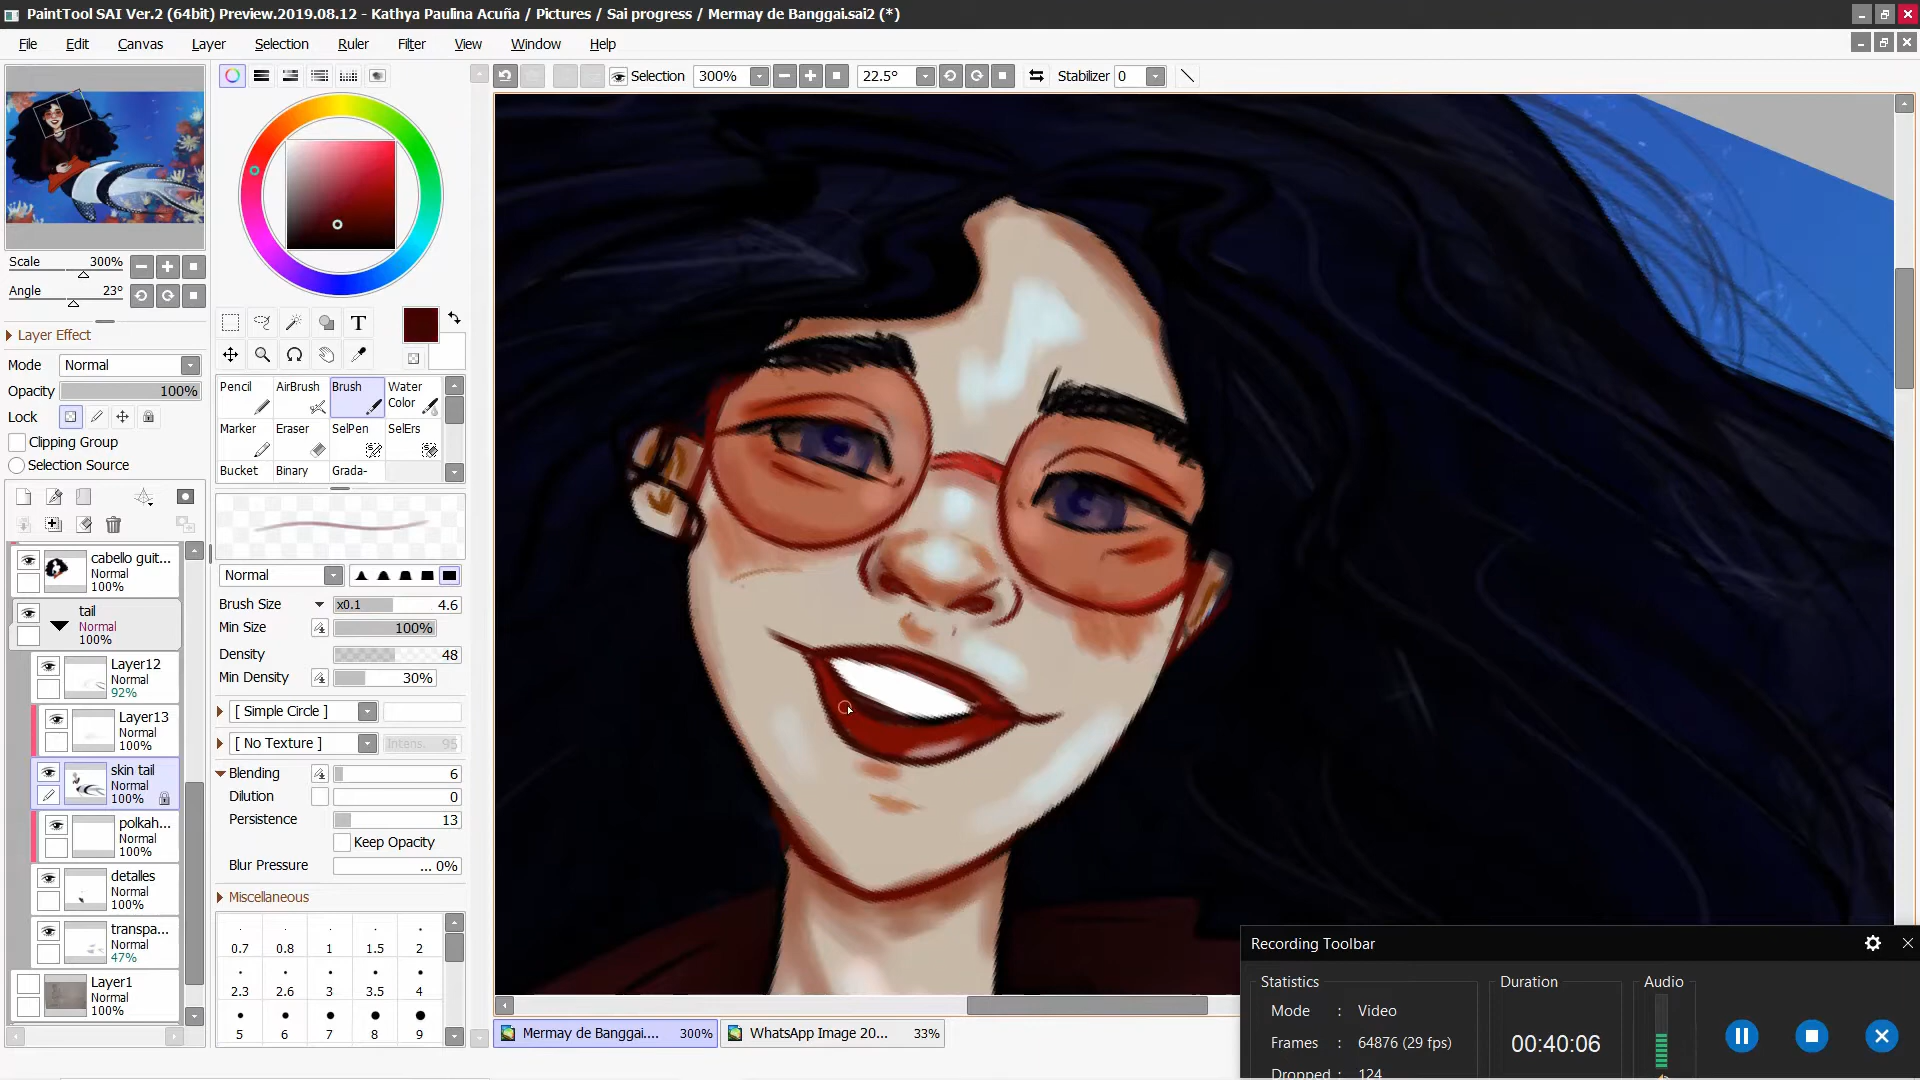 PaintTool SAI Ver.2 (64bit) Preview.2019.08.12 - Kathya Paulina Acuña / Pictures / Sai progress / Mermay de Banggai.sai2 (*)
File Edit Canvas Layer Selection Ruler Filter View Window Help
Selection 300% 22.5° Stabilizer 0
Scale 300%
Angle 23°
Layer Effect
Mode Normal
Opacity 100%
Lock
Clipping Group
Selection Source
cabello guit...
Normal
100%
tail
Normal
100%
Layer12
Normal
92%
Layer13
Normal
100%
skin tail
Normal
100%
polkah...
Normal
100%
detalles
Normal
100%
transpa...
Normal
47%
Layer1
Normal
100%
T
Pencil AirBrush Brush Water Color
Marker Eraser SelPen SelErs
Bucket Binary Grada-
Normal
Brush Size x0.1 4.6
Min Size 100%
Density 48
Min Density 30%
[ Simple Circle ]
[ No Texture ] Intens. 95
Blending 6
Dilution 0
Persistence 13
Keep Opacity
Blur Pressure ... 0%
Miscellaneous
0.7 0.8 1 1.5 2
2.3 2.6 3 3.5 4
5 6 7 8 9
Mermay de Banggai.... 300% WhatsApp Image 20... 33%
Recording Toolbar
Statistics Duration Audio
Mode : Video
Frames : 64876 (29 fps)
00:40:06
Dropped : 124